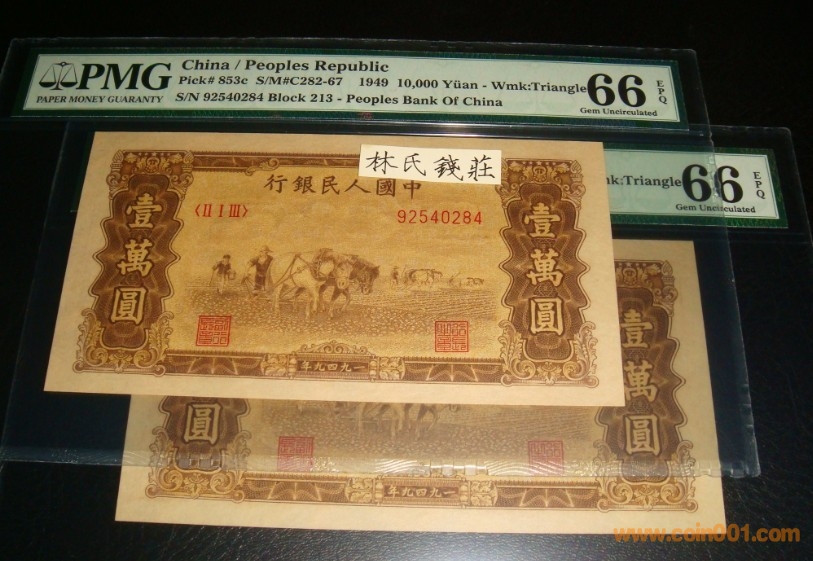 PMG
PAPER MONEY GUARANTY
China / Peoples Republic
Pick# 853c S/M#C282-67 1949 10,000 Yüan - Wmk:Triangle
S/N 92540284 Block 213 - Peoples Bank Of China
66
EPQ
Gem Uncirculated
mk:Triangle
66
EPQ
Gem Uncirculated
林氏錢莊
行銀民人國中
〈II I III〉
92540284
壹萬圓
壹萬圓
年九四九一
壹萬圓
圓
年九四九一
www.coin001.com